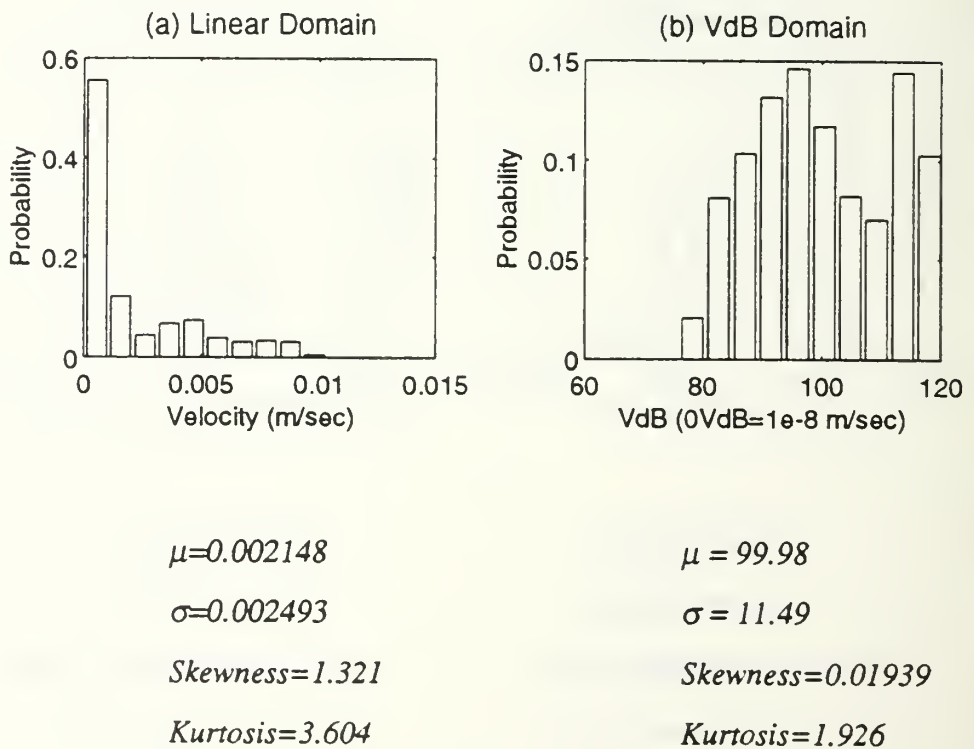 (a) Linear Domain
0.6
0.4
0.2
0
Probability
0
0.005
0.01
0.015
Velocity (m/sec)
(b) VdB Domain
0.15
0.1
0.05
0
Probability
60
80
100
120
VdB (0VdB=1e-8 m/sec)
μ=0.002148
σ=0.002493
Skewness=1.321
Kurtosis=3.604
μ = 99.98
σ = 11.49
Skewness=0.01939
Kurtosis=1.926